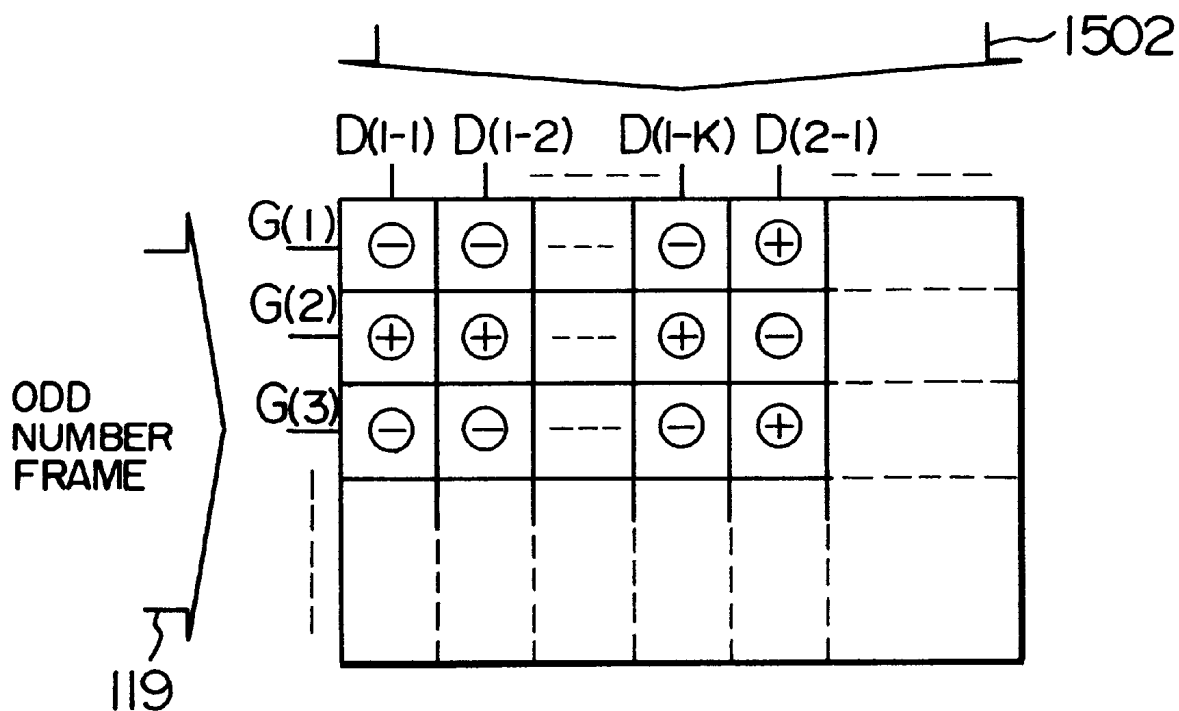 1502
D(1-1) D(1-2) D(1-K) D(2-1)
G(1) − − --- − +
G(2) + + --- + −
G(3) − − --- − +
ODD
NUMBER
FRAME
119